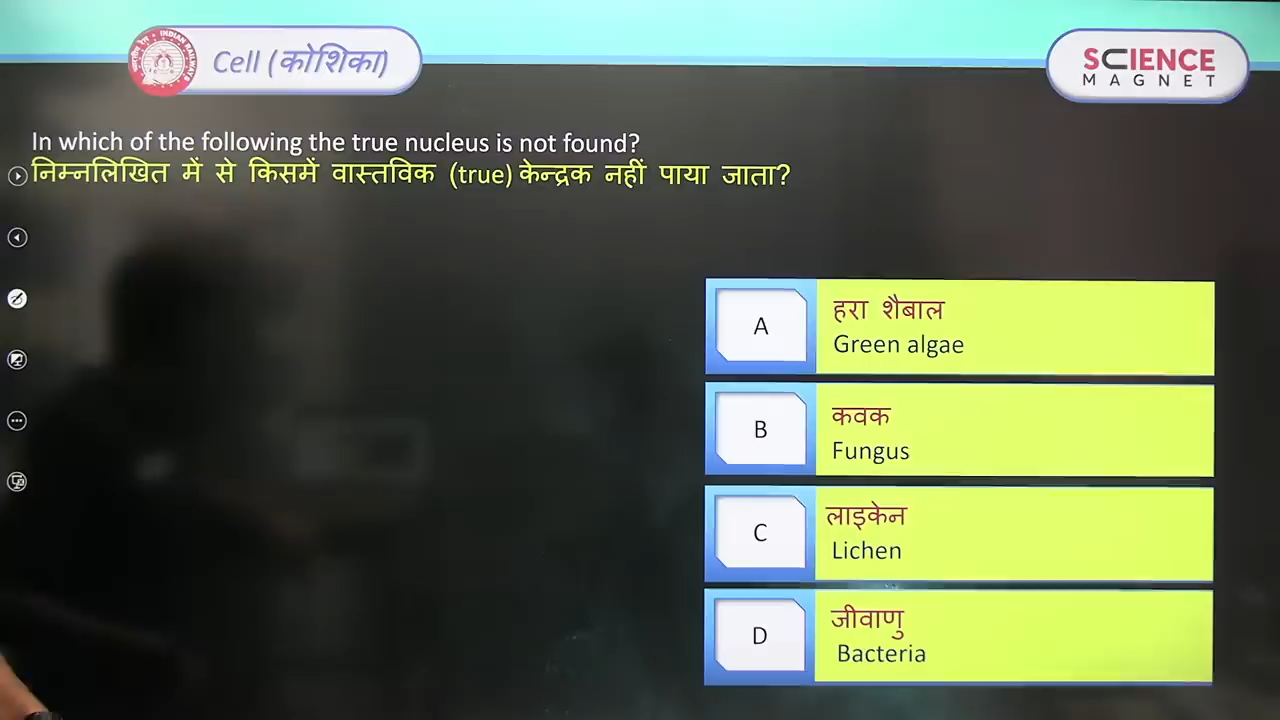 Cell (कोशिका)
SCIENCE
MAGNET
In which of the following the true nucleus is not found?
निम्नलिखित में से किसमें वास्तविक (true) केन्द्रक नहीं पाया जाता?
A
हरा शैबाल
Green algae
B
कवक
Fungus
C
लाइकेन
Lichen
D
जीवाणु
Bacteria